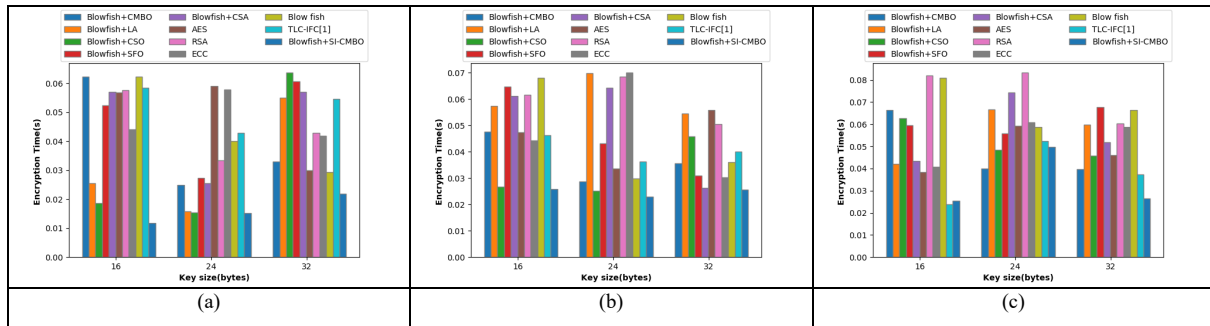 Blowfish+CMBO Blowfish+CSA Blow fish
Blowfish+LA AES TLC-IFC[1]
Blowfish+CSO RSA Blowfish+SI-CMBO
Blowfish+SFO ECC
Encryption Time(s)
0.06
0.05
0.04
0.03
0.02
0.01
0.00
16 24 32
Key size(bytes)
(a)
Blowfish+CMBO Blowfish+CSA Blow fish
Blowfish+LA AES TLC-IFC[1]
Blowfish+CSO RSA Blowfish+SI-CMBO
Blowfish+SFO ECC
Encryption Time(s)
0.07
0.06
0.05
0.04
0.03
0.02
0.01
0.00
16 24 32
Key size(bytes)
(b)
Blowfish+CMBO Blowfish+CSA Blow fish
Blowfish+LA AES TLC-IFC[1]
Blowfish+CSO RSA Blowfish+SI-CMBO
Blowfish+SFO ECC
Encryption Time(s)
0.08
0.07
0.06
0.05
0.04
0.03
0.02
0.01
0.00
16 24 32
Key size(bytes)
(c)